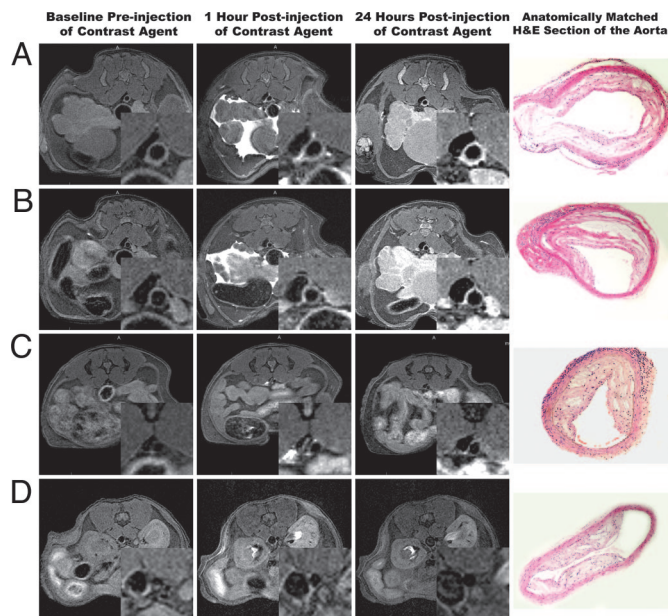 Baseline Pre-injection
of Contrast Agent
1 Hour Post-injection
of Contrast Agent
24 Hours Post-injection
of Contrast Agent
Anatomically Matched
H&E Section of the Aorta
A
A
A
A
B
A
A
A
C
A
A
A
D